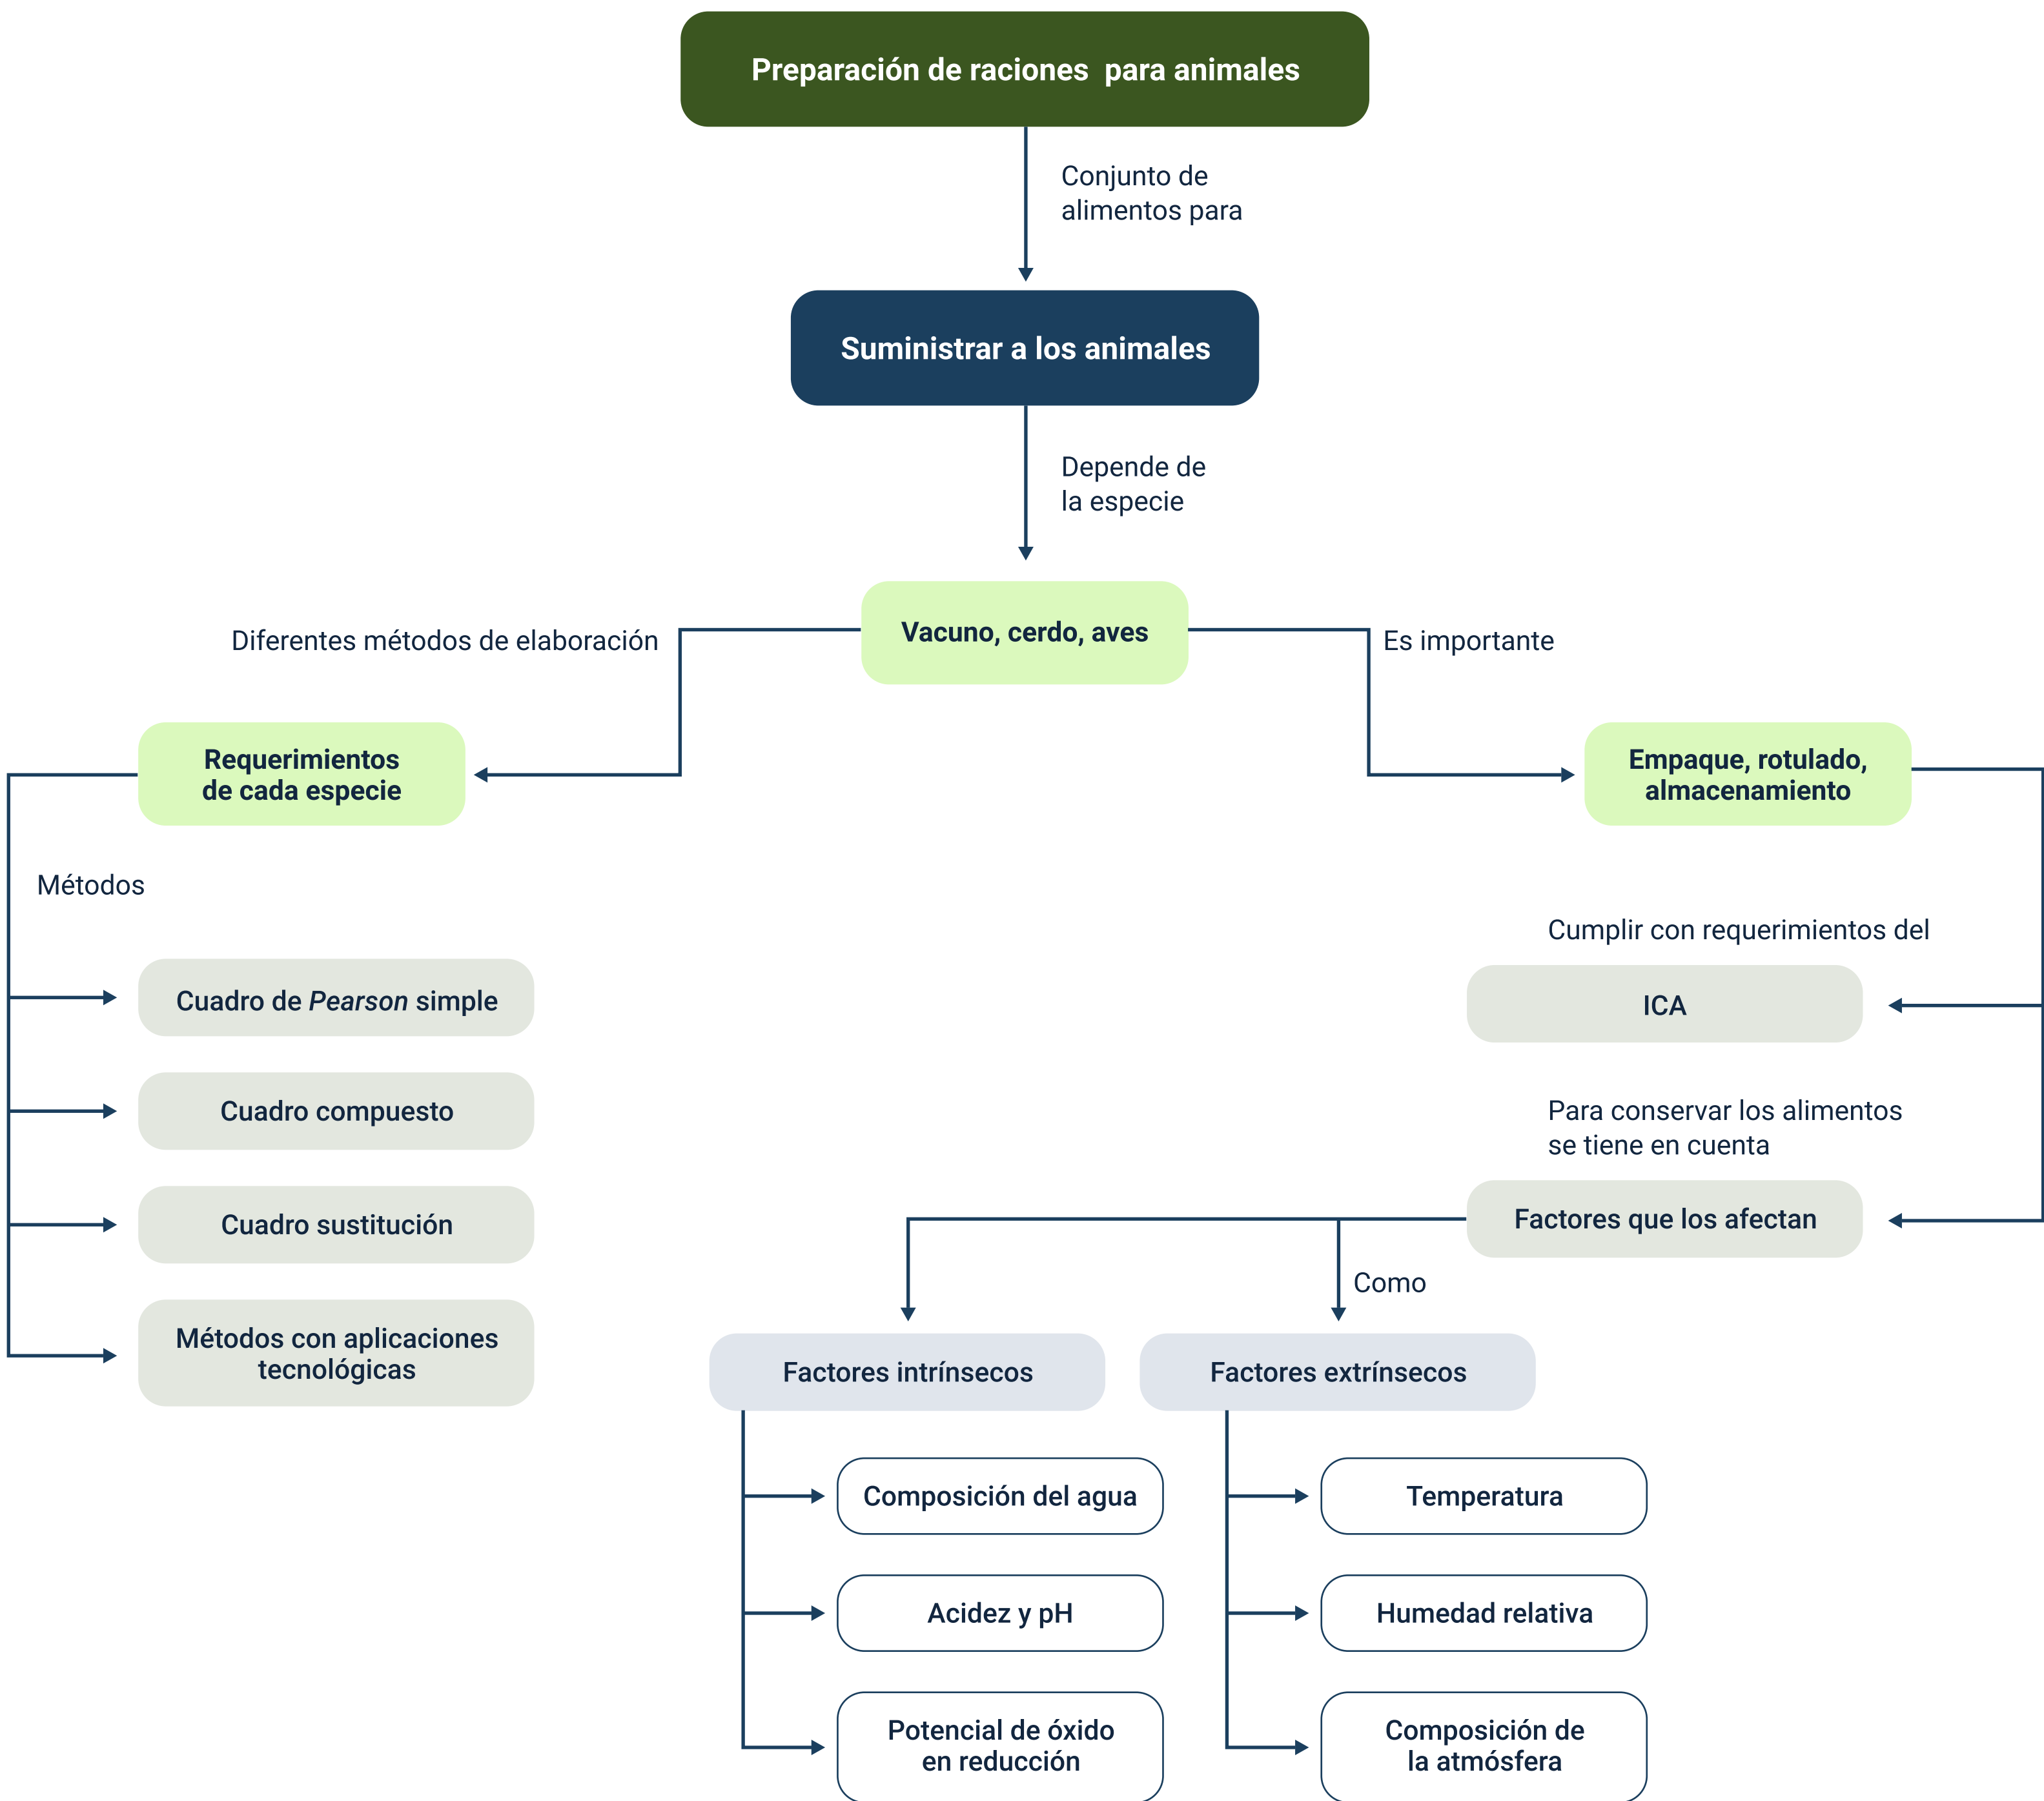 Preparación de raciones para animales
Conjunto de
alimentos para
Suministrar a los animales
Depende de
la especie
Vacuno, cerdo, aves
Diferentes métodos de elaboración
Es importante
Requerimientos
de cada especie
Empaque, rotulado,
almacenamiento
Métodos
Cuadro de Pearson simple
Cuadro compuesto
Cuadro sustitución
Métodos con aplicaciones
tecnológicas
Cumplir con requerimientos del
ICA
Para conservar los alimentos
se tiene en cuenta
Factores que los afectan
Como
Factores intrínsecos
Composición del agua
Acidez y pH
Potencial de óxido
en reducción
Factores extrínsecos
Temperatura
Humedad relativa
Composición de
la atmósfera